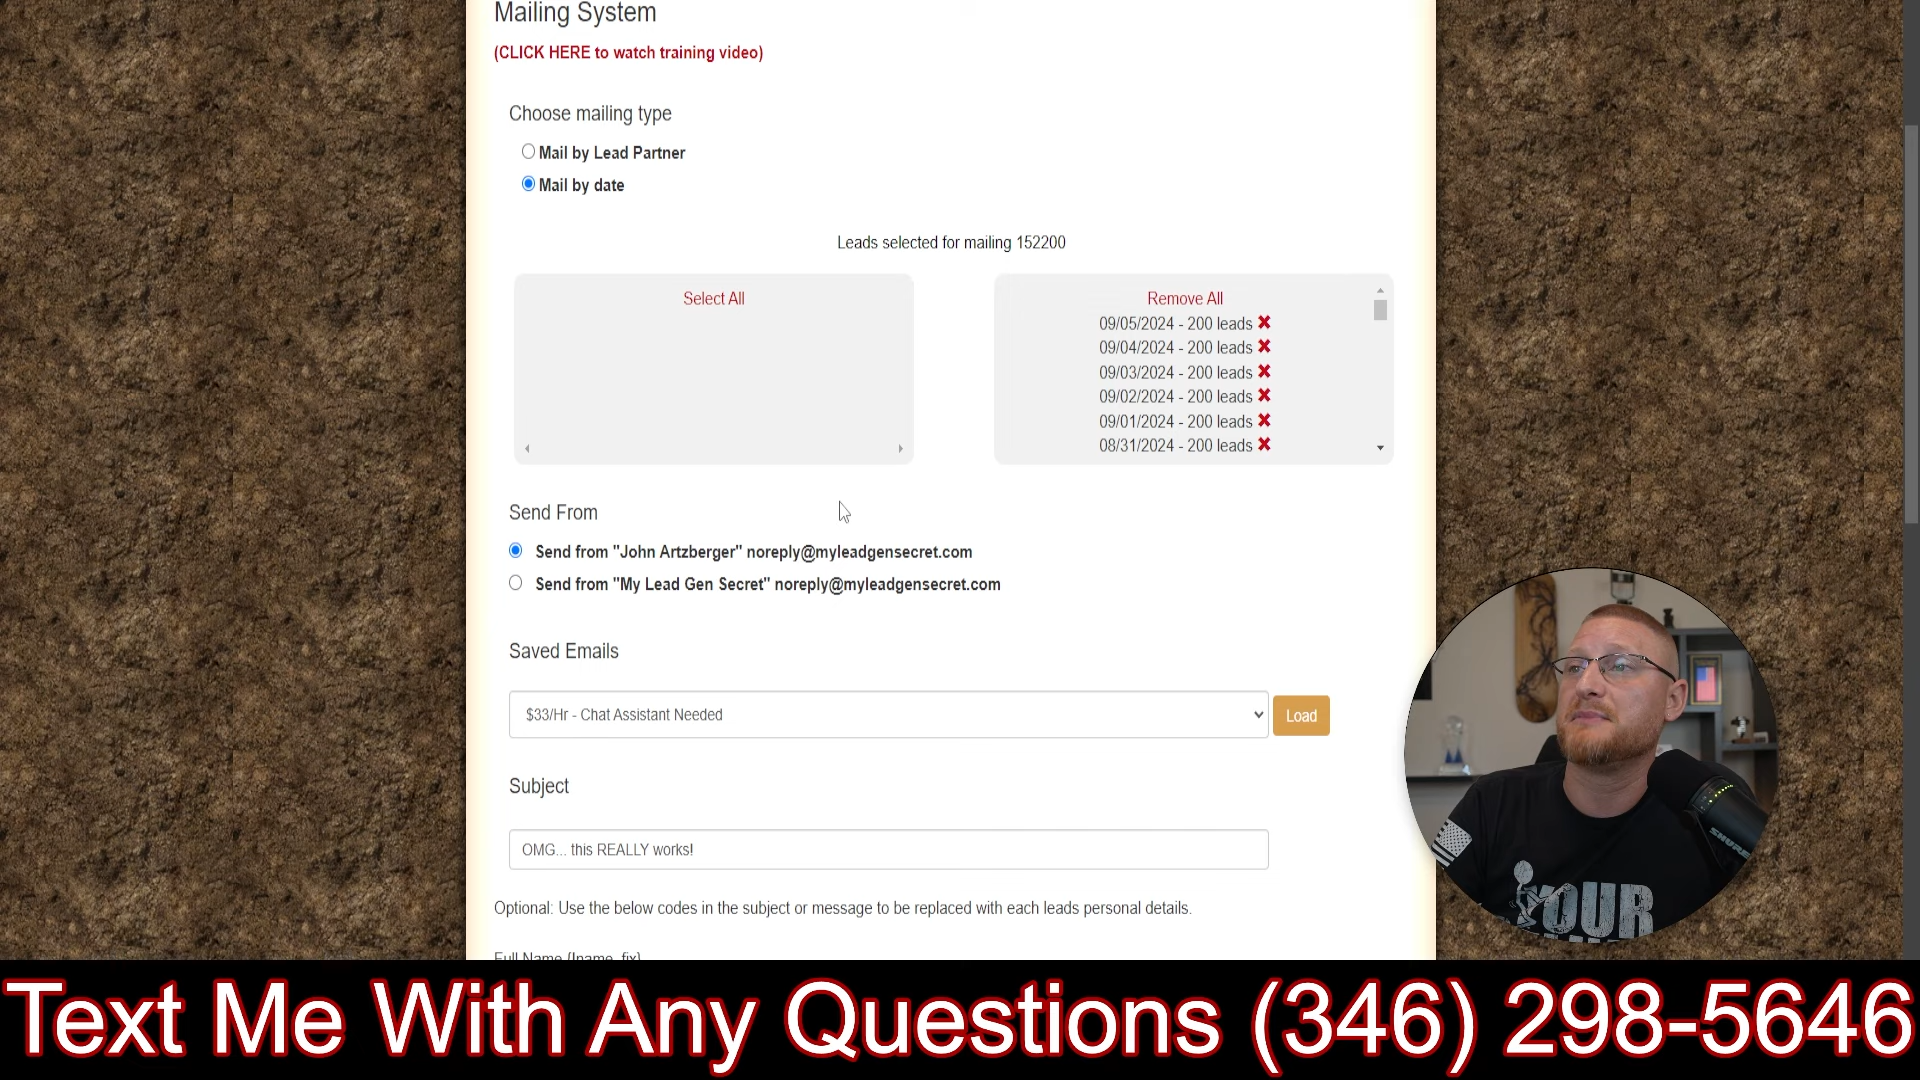 Mailing System
(CLICK HERE to watch training video)
Choose mailing type
Mail by Lead Partner
Mail by date
Leads selected for mailing 152200
Select All
Remove All
09/05/2024 - 200 leads
09/04/2024 - 200 leads
09/03/2024 - 200 leads
09/02/2024 - 200 leads
09/01/2024 - 200 leads
08/31/2024 - 200 leads
Send From
Send from "John Artzberger" noreply@myleadgensecret.com
Send from "My Lead Gen Secret" noreply@myleadgensecret.com
Saved Emails
$33/Hr - Chat Assistant Needed
Load
Subject
OMG... this REALLY works!
Optional: Use the below codes in the subject or message to be replaced with each leads personal details.
Full Name
SHURE
YOUR
Text Me With Any Questions (346) 298-5646